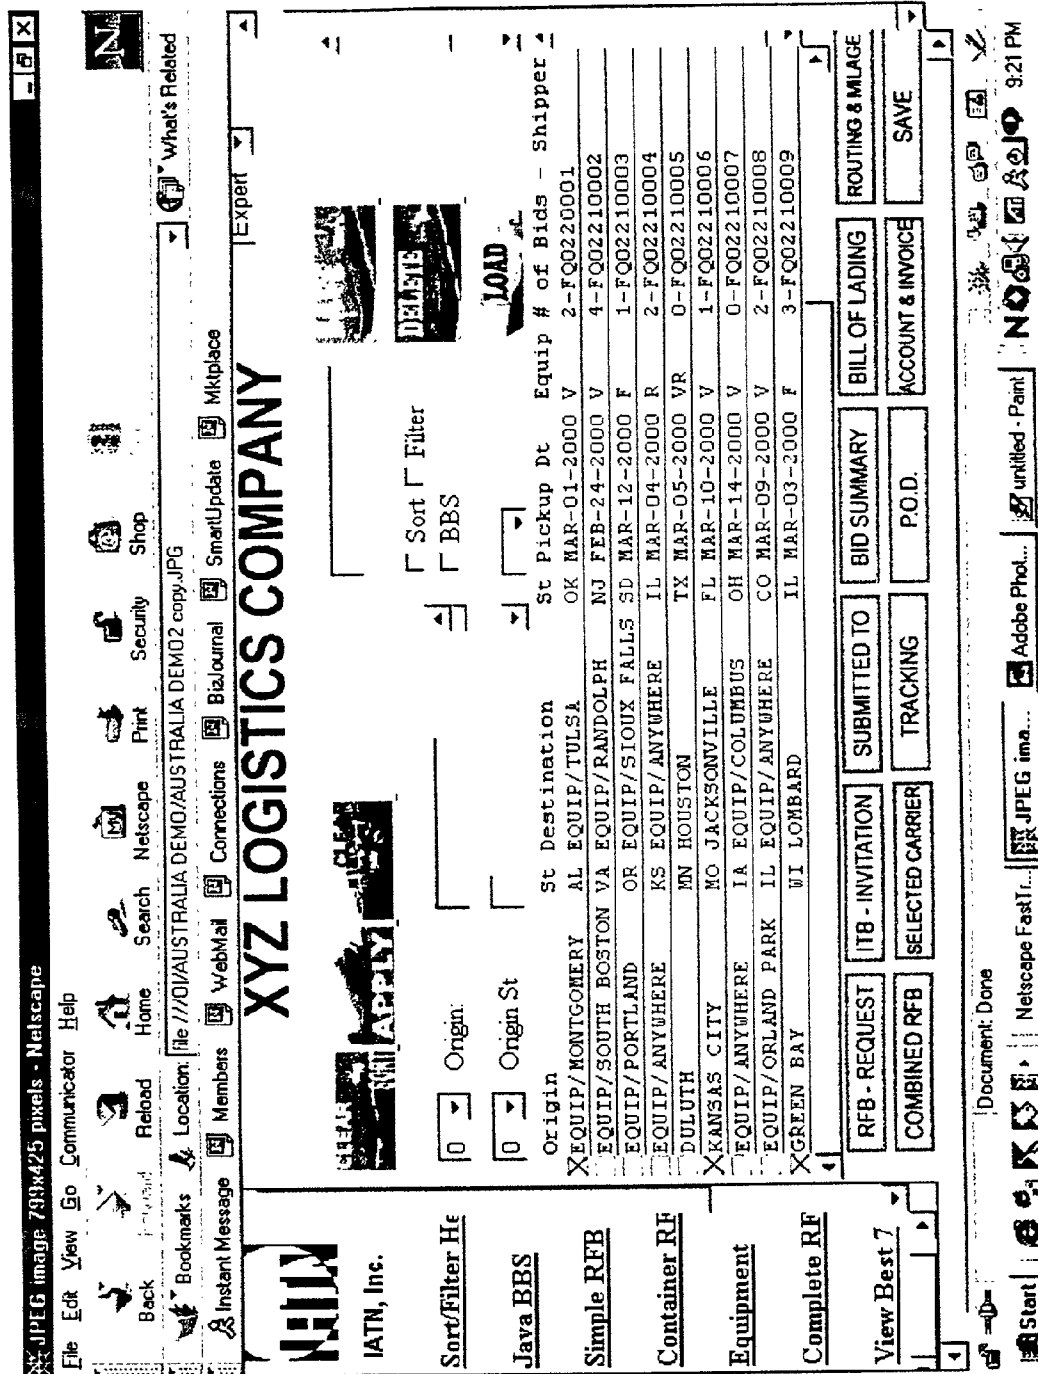 JPEG image 799x425 pixels - Netscape
File Edit View Go Communicator Help
Back Reload Home Search Netscape Print Security Shop
Bookmarks Location: file:///D|/AUSTRALIA DEMO/AUSTRALIA DEMO2 copy.JPG What's Related
Instant Message Members WebMail Connections BizJournal SmartUpdate Mktplace
XYZ LOGISTICS COMPANY
Expert
IATN, Inc.
Sort/Filter He
Java BBS
Simple RFB
Container RF
Equipment
Complete RF
View Best 7
CLEAR APPLY
LOAD
0 Origin:
Sort Filter
BBS
0 Origin St
Origin St Destination St Pickup Dt Equip # of Bids - Shipper
XEQUIP/MONTGOMERY AL EQUIP/TULSA OK MAR-01-2000 V 2-FQ0220001
EQUIP/SOUTH BOSTON VA EQUIP/RANDOLPH NJ FEB-24-2000 V 4-FQ02210002
EQUIP/PORTLAND OR EQUIP/SIOUX FALLS SD MAR-12-2000 F 1-FQ02210003
EQUIP/ANYWHERE KS EQUIP/ANYWHERE IL MAR-04-2000 R 2-FQ02210004
DULUTH MN HOUSTON TX MAR-05-2000 VR 0-FQ02210005
XKANSAS CITY MO JACKSONVILLE FL MAR-10-2000 V 1-FQ02210006
EQUIP/ANYWHERE IA EQUIP/COLUMBUS OH MAR-14-2000 V 0-FQ02210007
EQUIP/ORLAND PARK IL EQUIP/ANYWHERE CO MAR-09-2000 V 2-FQ02210008
XGREEN BAY WI LOMBARD IL MAR-03-2000 F 3-FQ02210009
RFB - REQUEST ITB - INVITATION SUBMITTED TO BID SUMMARY BILL OF LADING ROUTING & MILAGE
COMBINED RFB SELECTED CARRIER TRACKING P.O.D. ACCOUNT & INVOICE SAVE
Document: Done
Start Netscape FastTr... JPEG ima... Adobe Phot... untitled - Paint 9:21 PM